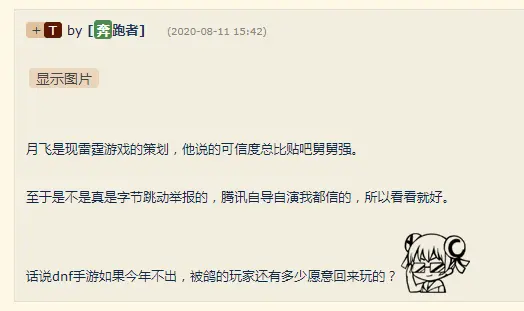 + T by [奔跑者] (2020-08-11 15:42)
显示图片
月飞是现雷霆游戏的策划，他说的可信度总比贴吧舅舅强。
至于是不是真是字节跳动举报的，腾讯自导自演我都信的，所以看看就好。
话说dnf手游如果今年不出，被鸽的玩家还有多少愿意回来玩的？